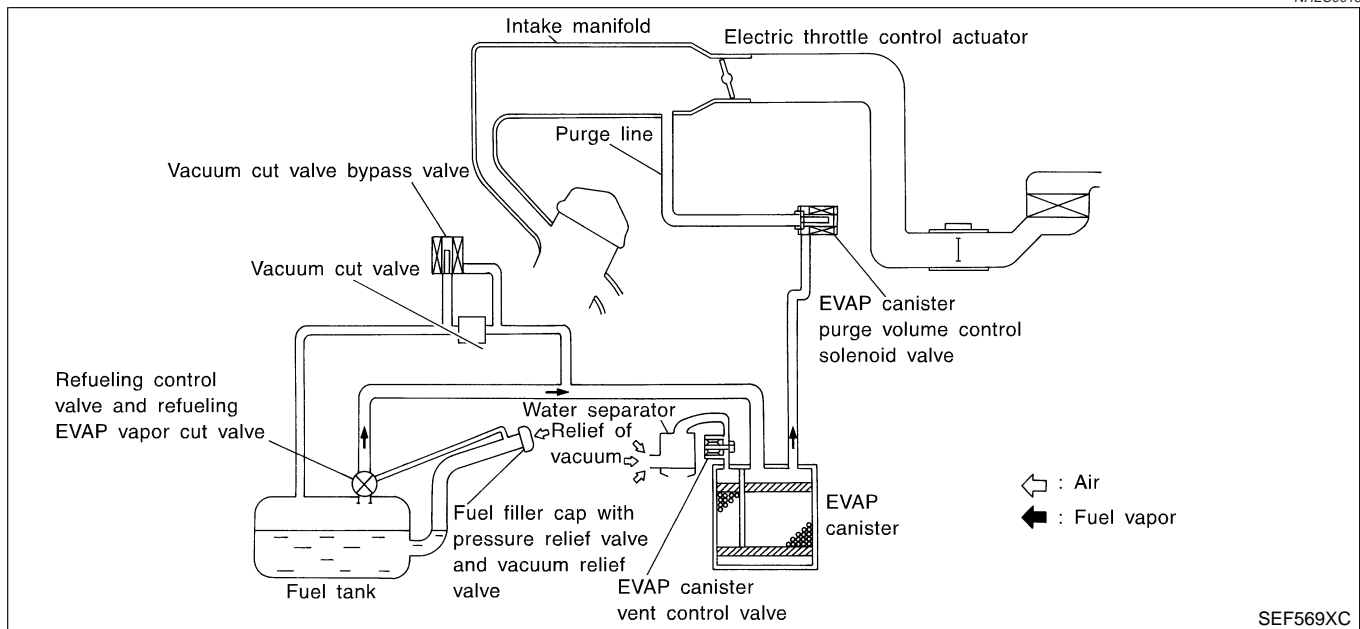 Intake manifold
Electric throttle control actuator
Purge line
Vacuum cut valve bypass valve
Vacuum cut valve
EVAP canister
purge volume control
solenoid valve
Refueling control
valve and refueling
EVAP vapor cut valve
Water separator
Relief of
vacuum
Fuel filler cap with
pressure relief valve
and vacuum relief
valve
EVAP
canister
: Air
: Fuel vapor
Fuel tank
EVAP canister
vent control valve
SEF569XC